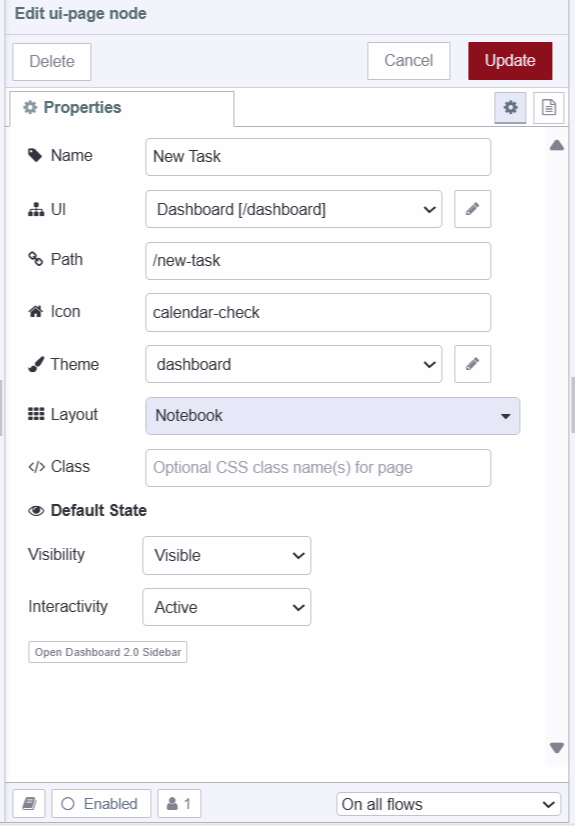 Edit ui-page node
Delete
Cancel
Update
Properties
Name
New Task
UI
Dashboard [/dashboard]
Path
/new-task
Icon
calendar-check
Theme
dashboard
Layout
Notebook
</> Class
Optional CSS class name(s) for page
Default State
Visibility
Visible
Interactivity
Active
Open Dashboard 2.0 Sidebar
Enabled
1
On all flows